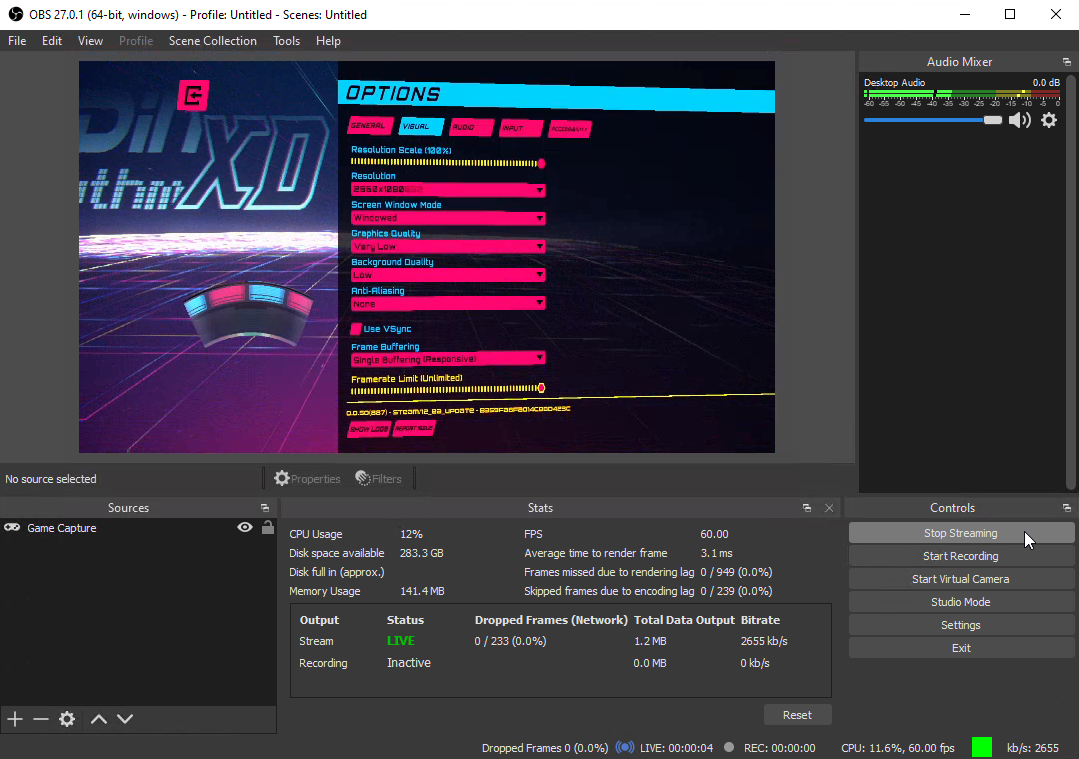 OBS 27.0.1 (64-bit, windows) - Profile: Untitled - Scenes: Untitled
File Edit View Profile Scene Collection Tools Help
XD
OPTIONS
GENERAL VISUAL AUDIO INPUT ACCESSIBILITY
Resolution Scale (100%)
Resolution
Screen Window Mode
Windowed
Graphics Quality
Very Low
Background Quality
Low
Anti-Aliasing
None
Use VSync
Frame Buffering
Single Buffering (Responsive)
Framerate Limit (Unlimited)
SHOW LOGS REPORT ISSUE
Audio Mixer
Desktop Audio 0.0 dB
-60 -55 -50 -45 -40 -35 -30 -25 -20 -15 -10 -5 0
No source selected
Properties Filters
Sources
Game Capture
Stats
CPU Usage 12% FPS 60.00
Disk space available 283.3 GB Average time to render frame 3.1 ms
Disk full in (approx.) Frames missed due to rendering lag 0 / 949 (0.0%)
Memory Usage 141.4 MB Skipped frames due to encoding lag 0 / 239 (0.0%)
Output Status Dropped Frames (Network) Total Data Output Bitrate
Stream LIVE 0 / 233 (0.0%) 1.2 MB 2655 kb/s
Recording Inactive 0.0 MB 0 kb/s
Reset
Controls
Stop Streaming
Start Recording
Start Virtual Camera
Studio Mode
Settings
Exit
Dropped Frames 0 (0.0%) LIVE: 00:00:04 REC: 00:00:00 CPU: 11.6%, 60.00 fps kb/s: 2655